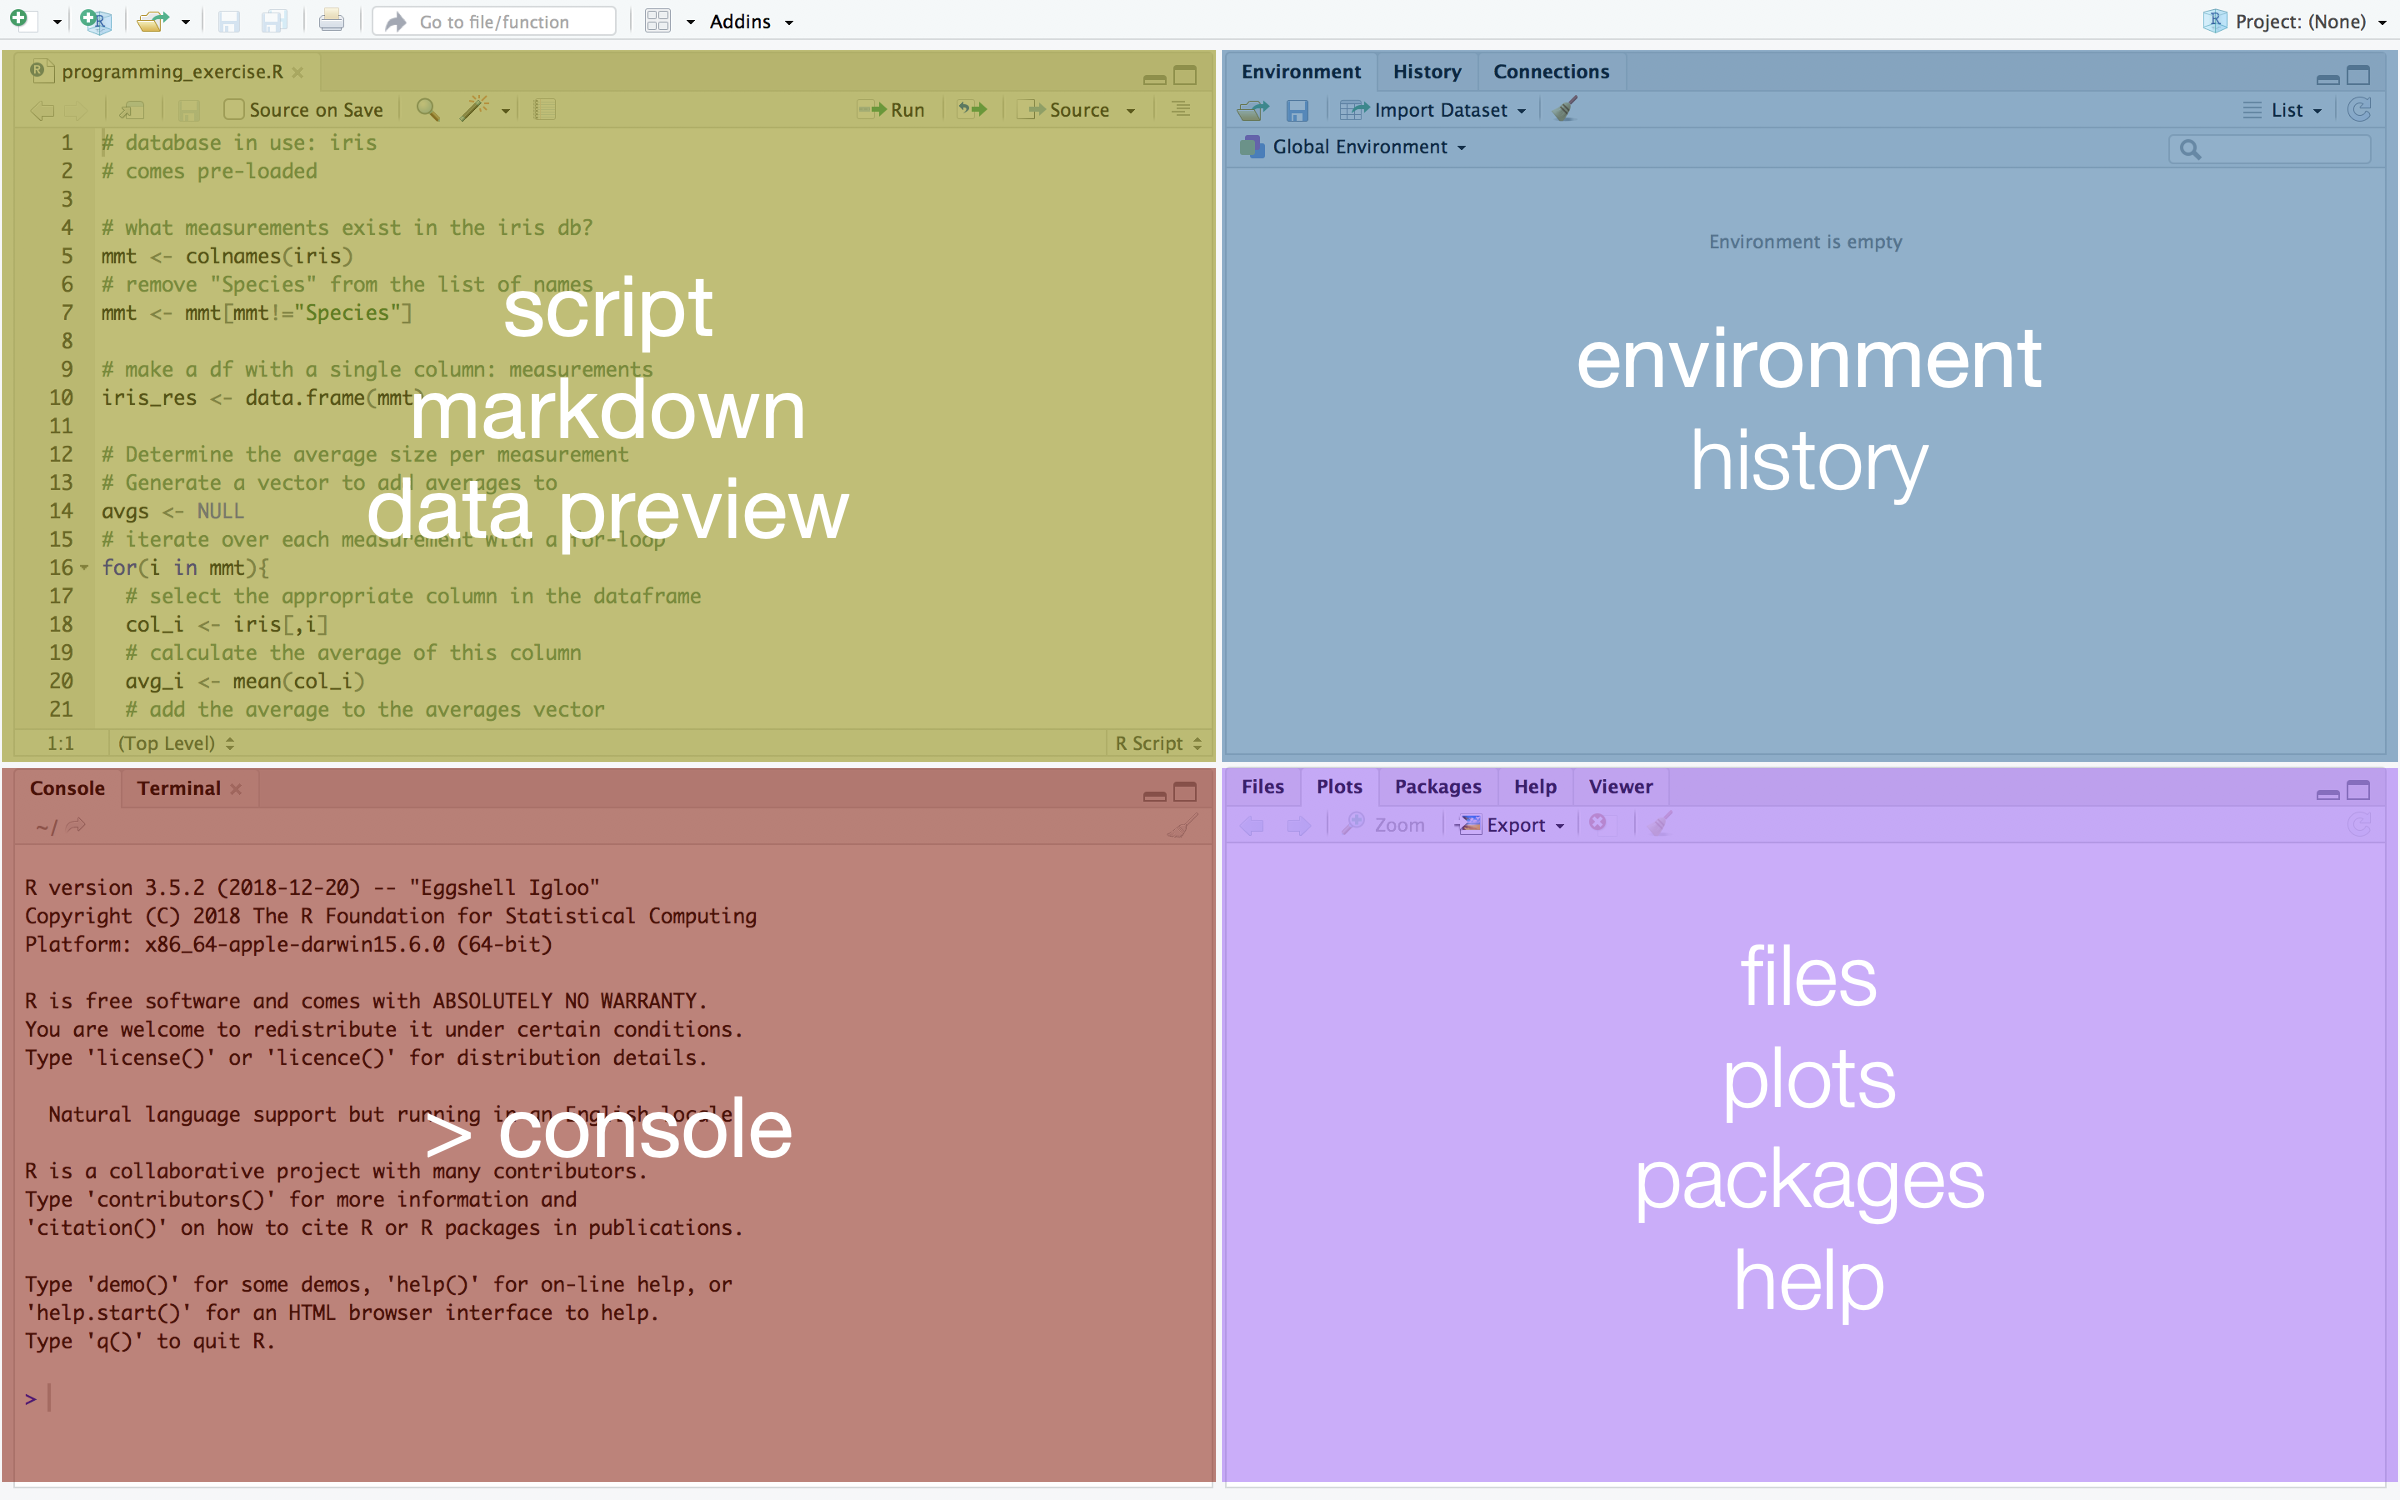 Go to file/function
Addins
Project: (None)
programming_exercise.R
Source on Save
Run
Source
1 # database in use: iris
2 # comes pre-loaded
3
4 # what measurements exist in the iris db?
5 mmt <- colnames(iris)
6 # remove "Species" from the list of names
7 mmt <- mmt[mmt!="Species"]
8
9 # make a df with a single column: measurements
10 iris_res <- data.frame(mmt)
11
12 # Determine the average size per measurement
13 # Generate a vector to add averages to
14 avgs <- NULL
15 # iterate over each measurement with a for-loop
16 for(i in mmt){
17 # select the appropriate column in the dataframe
18 col_i <- iris[,i]
19 # calculate the average of this column
20 avg_i <- mean(col_i)
21 # add the average to the averages vector
1:1 (Top Level) R Script
script
markdown
data preview
Environment History Connections
Import Dataset List
Global Environment
Environment is empty
environment
history
Console Terminal
~/
R version 3.5.2 (2018-12-20) -- "Eggshell Igloo"
Copyright (C) 2018 The R Foundation for Statistical Computing
Platform: x86_64-apple-darwin15.6.0 (64-bit)
R is free software and comes with ABSOLUTELY NO WARRANTY.
You are welcome to redistribute it under certain conditions.
Type 'license()' or 'licence()' for distribution details.
Natural language support but running in an English locale
R is a collaborative project with many contributors.
Type 'contributors()' for more information and
'citation()' on how to cite R or R packages in publications.
Type 'demo()' for some demos, 'help()' for on-line help, or
'help.start()' for an HTML browser interface to help.
Type 'q()' to quit R.
>
> console
Files Plots Packages Help Viewer
Zoom Export
files
plots
packages
help